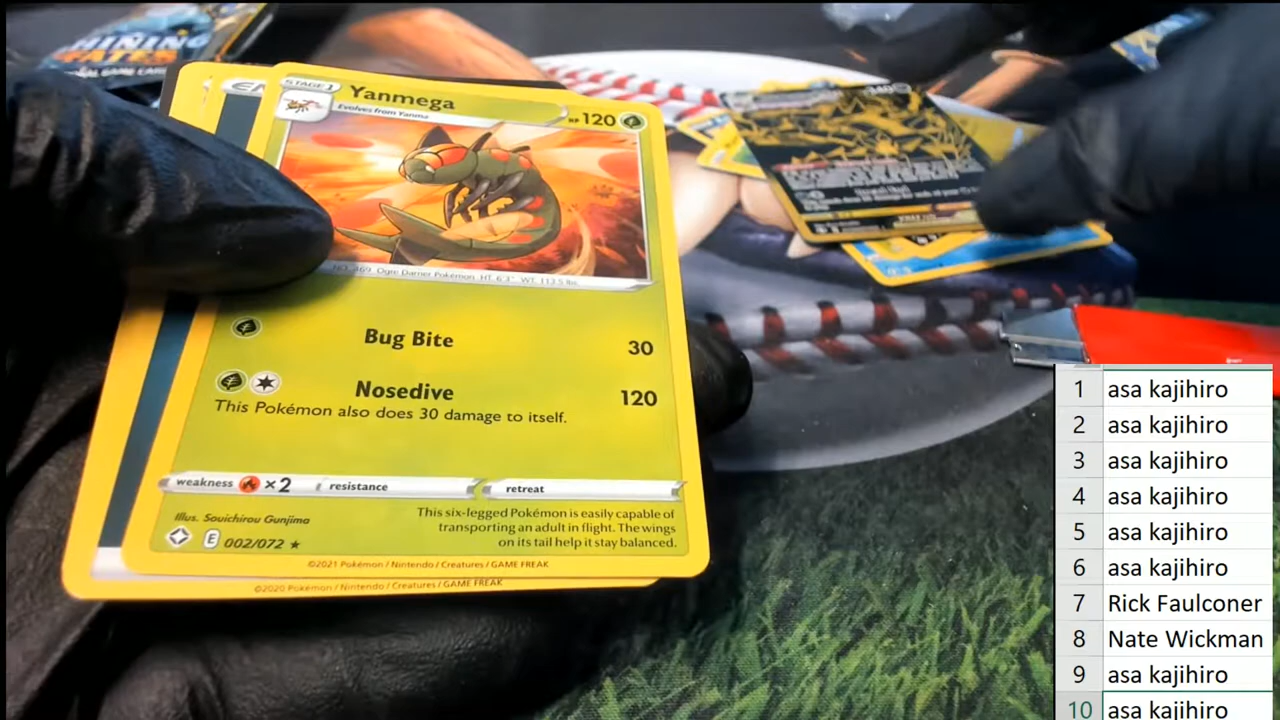 SHINING
FATES
STAGE 1
Yanmega
Evolves from Yanma
HP 120
NO. 469 Ogre Darner Pokémon HT: 6'3" WT: 113.5 lbs.
Bug Bite 30
Nosedive 120
This Pokémon also does 30 damage to itself.
weakness ×2 resistance retreat
Illus. Souichirou Gunjima
This six-legged Pokémon is easily capable of
transporting an adult in flight. The wings
on its tail help it stay balanced.
E 002/072 ★
©2021 Pokémon / Nintendo / Creatures / GAME FREAK
©2020 Pokémon / Nintendo / Creatures / GAME FREAK
1 asa kajihiro
2 asa kajihiro
3 asa kajihiro
4 asa kajihiro
5 asa kajihiro
6 asa kajihiro
7 Rick Faulconer
8 Nate Wickman
9 asa kajihiro
10 asa kajihiro